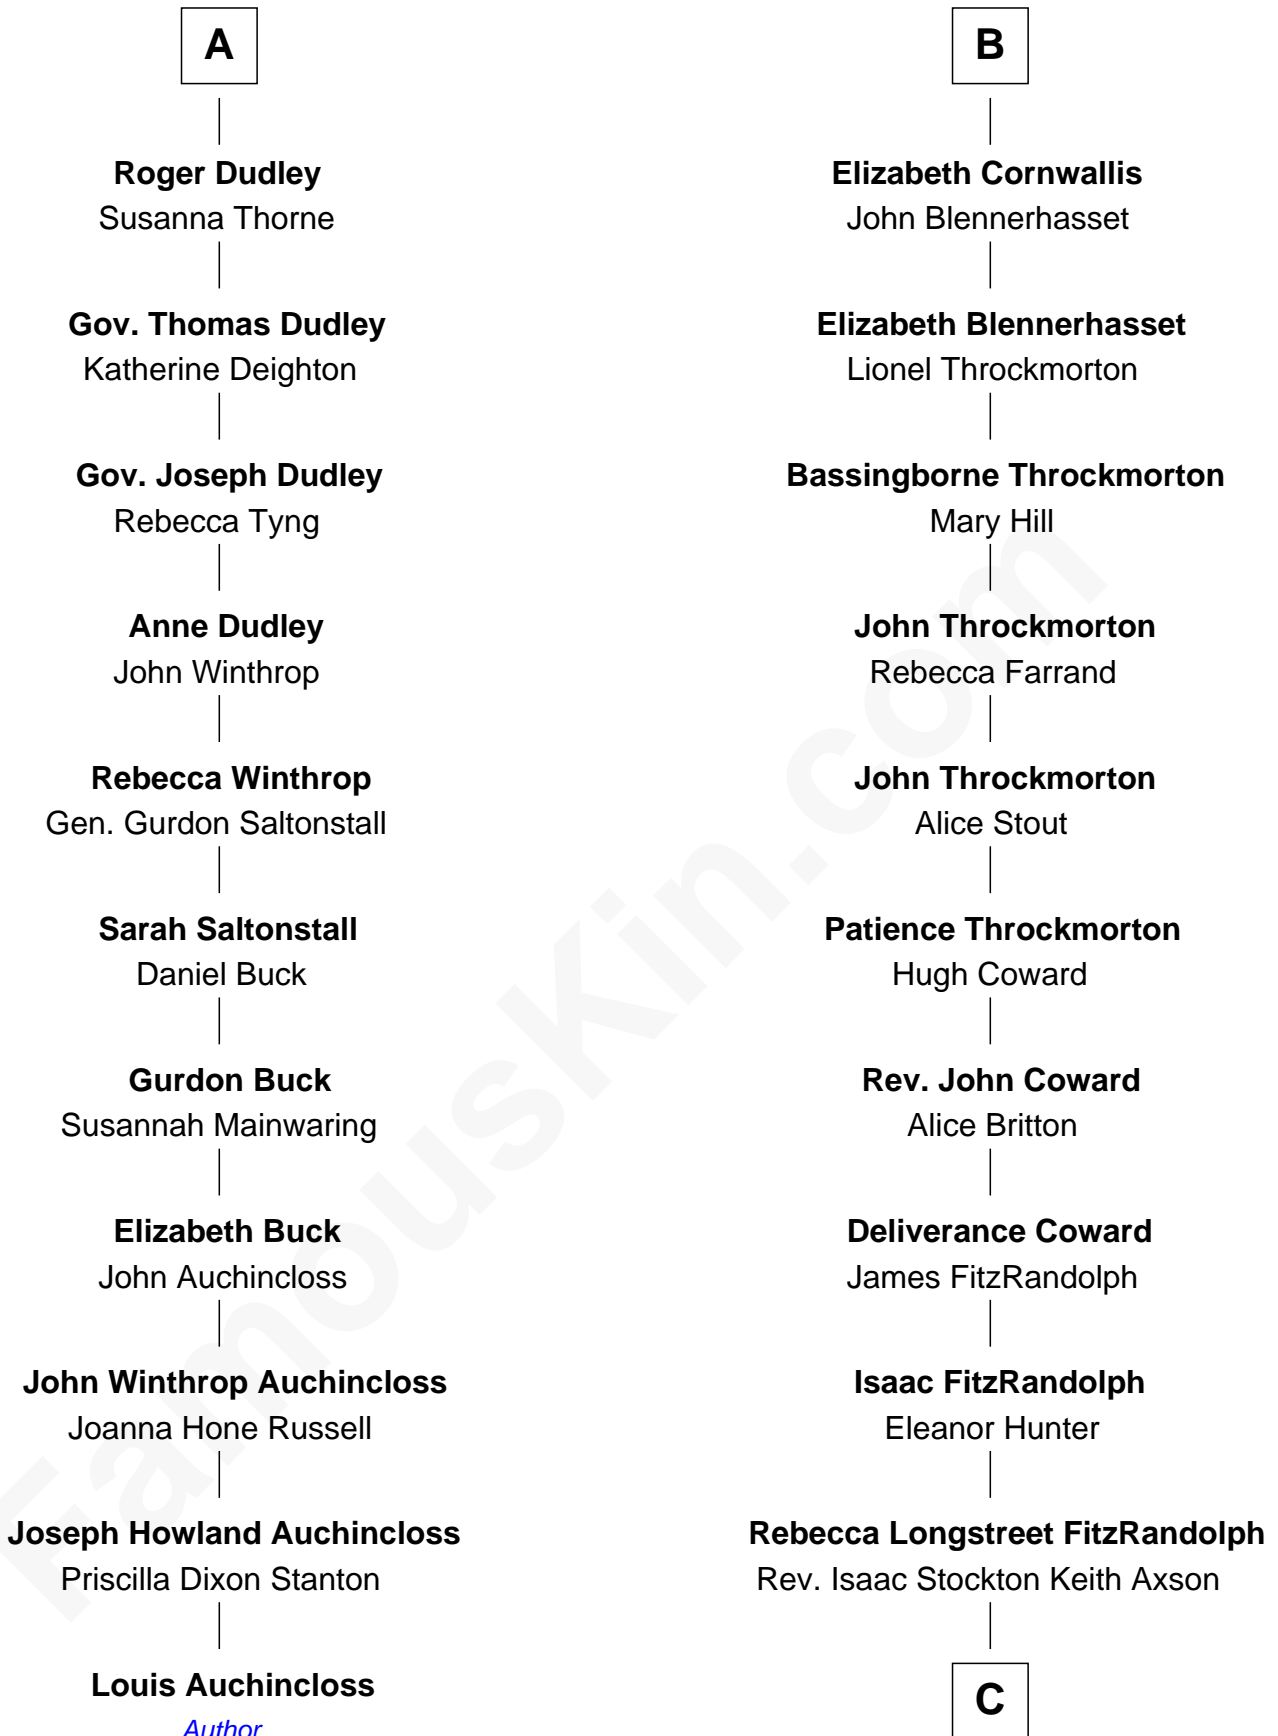 A
Roger Dudley
Susanna Thorne
Gov. Thomas Dudley
Katherine Deighton
Gov. Joseph Dudley
Rebecca Tyng
Anne Dudley
John Winthrop
Rebecca Winthrop
Gen. Gurdon Saltonstall
Sarah Saltonstall
Daniel Buck
Gurdon Buck
Susannah Mainwaring
Elizabeth Buck
John Auchincloss
John Winthrop Auchincloss
Joanna Hone Russell
Joseph Howland Auchincloss
Priscilla Dixon Stanton
Louis Auchincloss
Author
B
Elizabeth Cornwallis
John Blennerhasset
Elizabeth Blennerhasset
Lionel Throckmorton
Bassingborne Throckmorton
Mary Hill
John Throckmorton
Rebecca Farrand
John Throckmorton
Alice Stout
Patience Throckmorton
Hugh Coward
Rev. John Coward
Alice Britton
Deliverance Coward
James FitzRandolph
Isaac FitzRandolph
Eleanor Hunter
Rebecca Longstreet FitzRandolph
Rev. Isaac Stockton Keith Axson
C
FamousKin.com